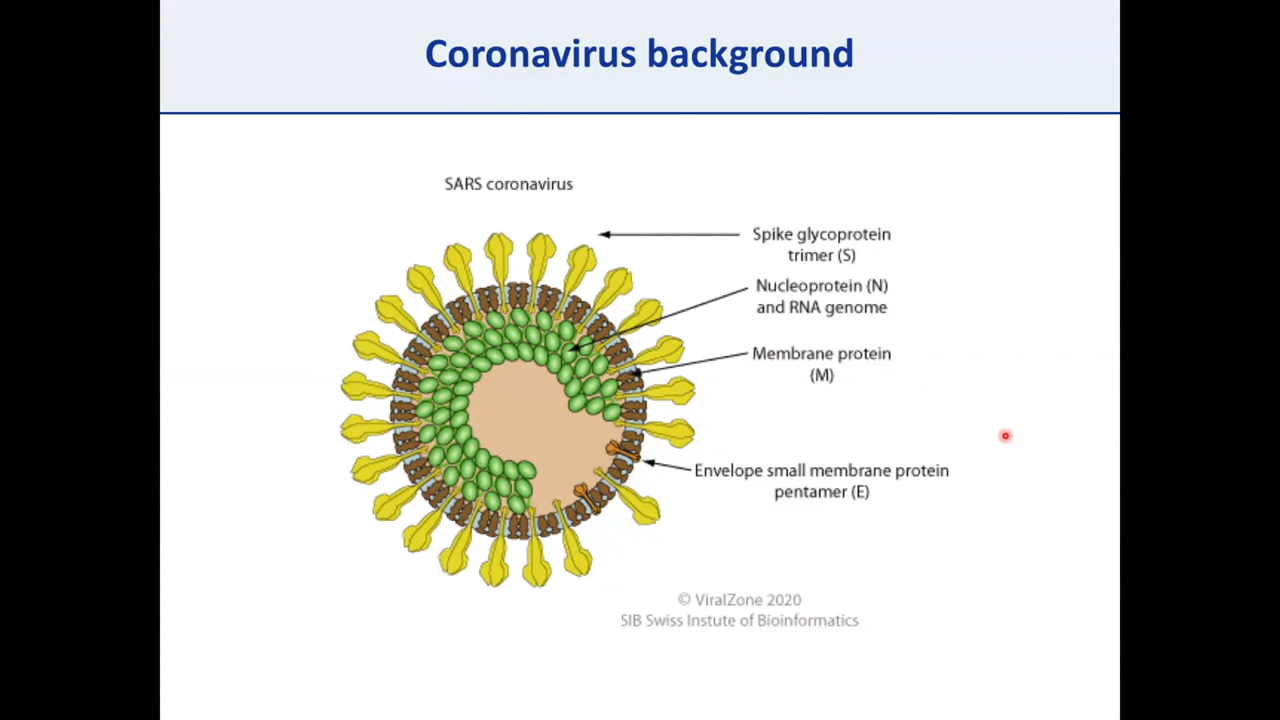 Coronavirus background
SARS coronavirus
Spike glycoprotein
trimer (S)
Nucleoprotein (N)
and RNA genome
Membrane protein
(M)
Envelope small membrane protein
pentamer (E)
© ViralZone 2020
SIB Swiss Instute of Bioinformatics